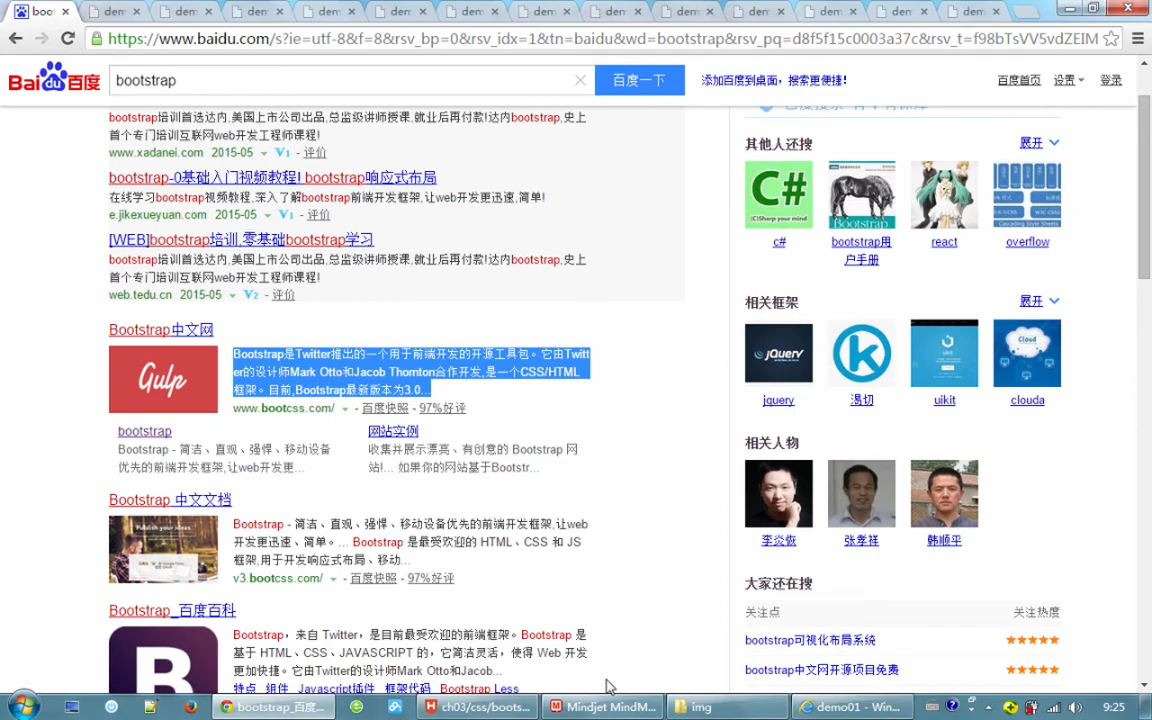 boot
demo
demo
demo
demo
demo
demo
demo
demo
demo
demo
demo
demo
demo
https://www.baidu.com/s?ie=utf-8&f=8&rsv_bp=0&rsv_idx=1&tn=baidu&wd=bootstrap&rsv_pq=d8f5f15c0003a37c&rsv_t=f98bTsVV5vdZEIM
Bai du 百度
bootstrap
百度一下
添加百度到桌面，搜索更便捷！
百度首页 设置 登录
bootstrap培训首选达内,美国上市公司出品,总监级讲师授课,就业后再付款!达内bootstrap,史上
首个专门培训互联网web开发工程师课程!
www.xadanei.com 2015-05 V1 - 评价
bootstrap-0基础入门视频教程! bootstrap响应式布局
在线学习bootstrap视频教程,深入了解bootstrap前端开发框架,让web开发更迅速,简单!
e.jikexueyuan.com 2015-05 V1 - 评价
[WEB]bootstrap培训,零基础bootstrap学习
bootstrap培训首选达内,美国上市公司出品,总监级讲师授课,就业后再付款!达内bootstrap,史上
首个专门培训互联网web开发工程师课程!
web.tedu.cn 2015-05 V2 - 评价
Bootstrap中文网
Gulp
Bootstrap是Twitter推出的一个用于前端开发的开源工具包。它由Twitt
er的设计师Mark Otto和Jacob Thornton合作开发,是一个CSS/HTML
框架。目前,Bootstrap最新版本为3.0...
www.bootcss.com/ - 百度快照 - 97%好评
bootstrap
Bootstrap - 简洁、直观、强悍、移动设备
优先的前端开发框架,让web开发更...
网站实例
收集并展示漂亮、有创意的 Bootstrap 网
站!... 如果你的网站基于Bootstr...
Bootstrap 中文文档
Publish your ideas
Bootstrap - 简洁、直观、强悍、移动设备优先的前端开发框架,让web
开发更迅速、简单。... Bootstrap 是最受欢迎的 HTML、CSS 和 JS
框架,用于开发响应式布局、移动...
v3.bootcss.com/ - 百度快照 - 97%好评
Bootstrap_百度百科
B
Bootstrap，来自 Twitter，是目前最受欢迎的前端框架。Bootstrap 是
基于 HTML、CSS、JAVASCRIPT 的，它简洁灵活，使得 Web 开发
更加快捷。它由Twitter的设计师Mark Otto和Jacob...
特点 组件 Javascript插件 框架代码 Bootstrap Less
其他人还搜 展开
C#
(C)Sharp your mind
Bootstrap
Cascading Style Sheets
c#
bootstrap用
户手册
react
overflow
相关框架 展开
jQuery
K
uikit
Cloud
jquery
渴切
uikit
clouda
相关人物
李炎恢
张孝祥
韩顺平
大家还在搜
关注点 关注热度
bootstrap可视化布局系统
bootstrap中文网开源项目免费
bootstrap_百度...
ch03/css/boots...
Mindjet MindM...
img
demo01 - Win...
9:25